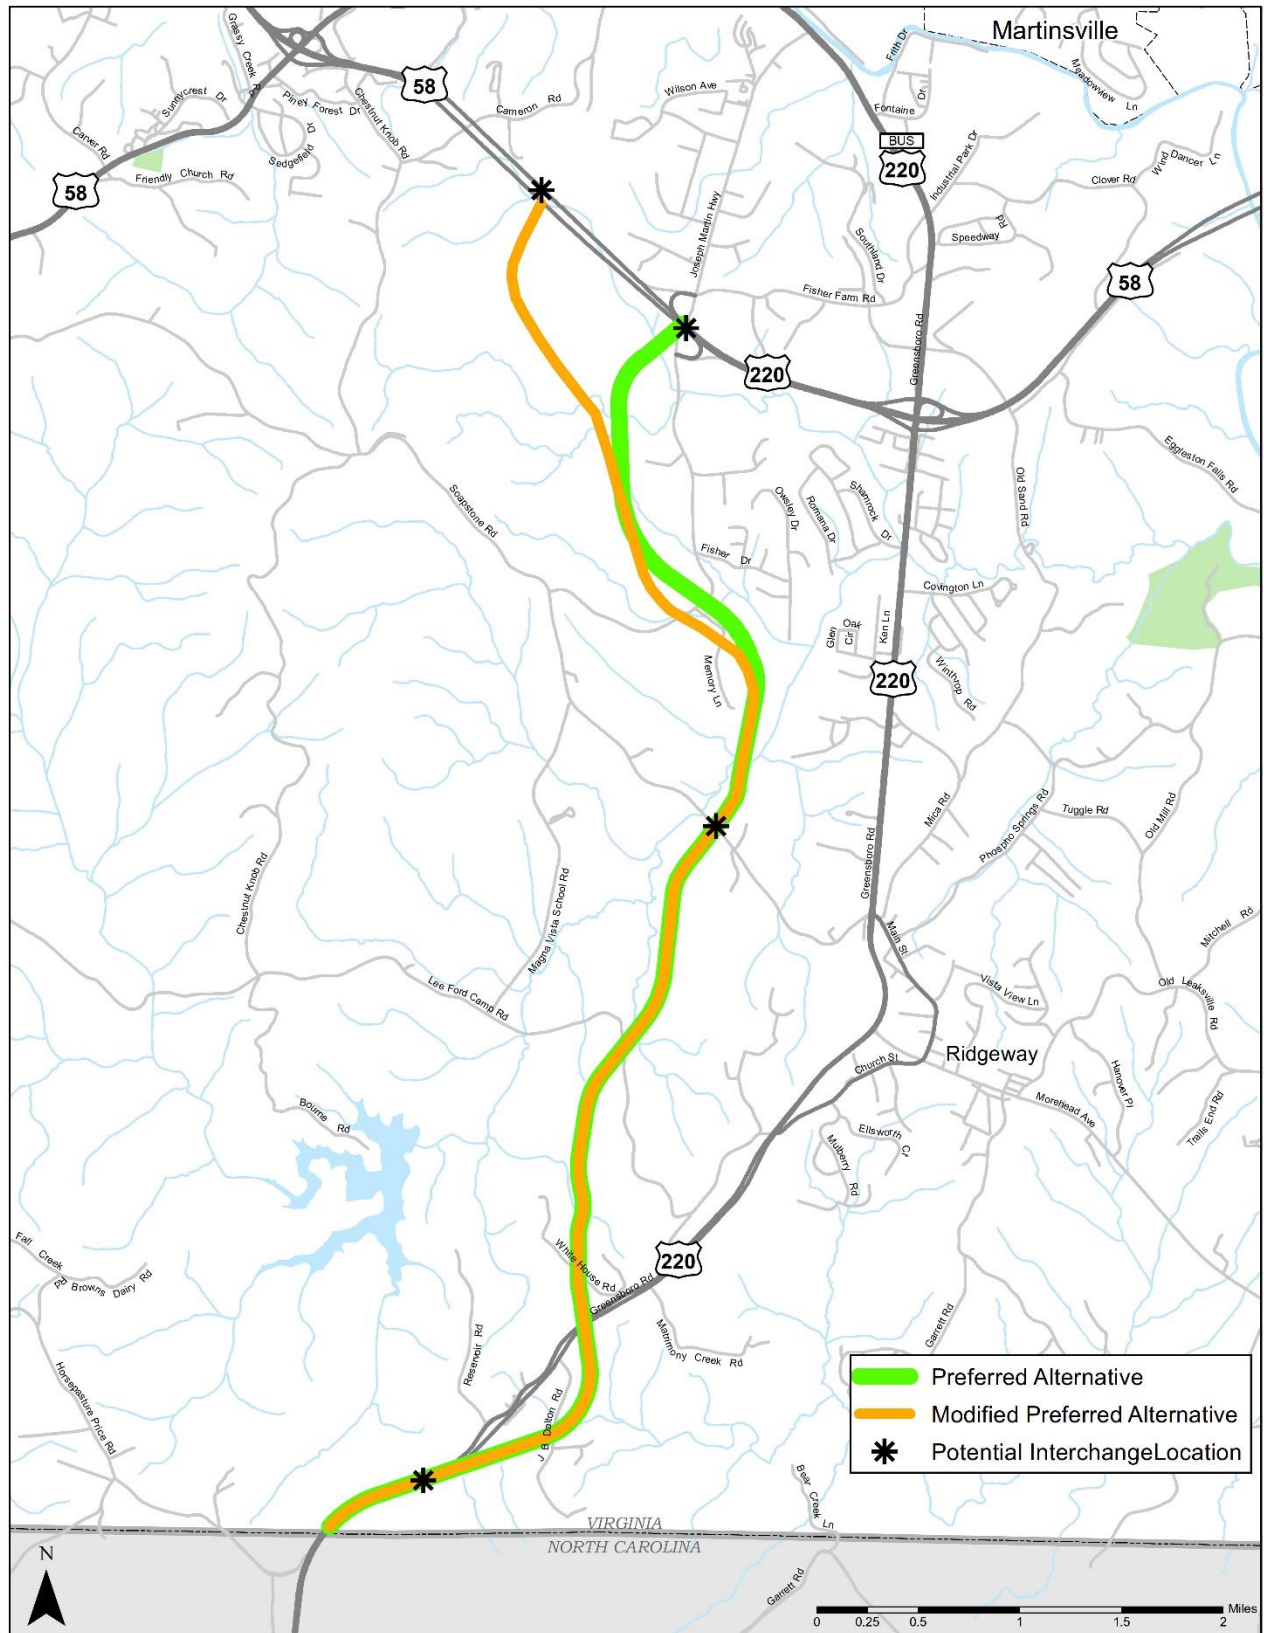 Martinsville
Frith Dr
Meadowview Ln
Grassy Creek Rd
58
Sunnycrest Dr
Piney Forest Dr
Chestnut Knob Rd
Cameron Rd
Wilson Ave
Fontaine Dr
BUS
220
Industrial Park Dr
Carver Rd
Sedgefield Dr
Friendly Church Rd
58
Clover Rd
Wind Dancer Ln
Joseph Martin Hwy
Southland Dr
Speedway Rd
58
Fisher Farm Rd
Greensboro Rd
220
Eggleston Falls Rd
Old Sand Rd
Soapstone Rd
Owsley Dr
Romana Dr
Shamrock Dr
Fisher Dr
Covington Ln
Glen Oak Cir
Ken Ln
Memory Ln
220
Winthrop Rd
Mica Rd
Phospho Springs Rd
Tuggle Rd
Old Mill Rd
Greensboro Rd
Chestnut Knob Rd
Magna Vista School Rd
Main St
Mitchell Rd
Lee Ford Camp Rd
Vista View Ln
Old Leaksville Rd
Ridgeway
Church St
Hanover Pl
Morehead Ave
Trails End Rd
Bourne Rd
Ellsworth Ct
Mulberry Rd
White House Rd
220
Greensboro Rd
Fall Creek Rd
Browns Dairy Rd
Matrimony Creek Rd
Garrett Rd
Reservoir Rd
Horsepasture Price Rd
J B Dalton Rd
Preferred Alternative
Modified Preferred Alternative
Potential InterchangeLocation
Bear Creek Ln
VIRGINIA
NORTH CAROLINA
Garrett Rd
N
Miles
0 0.25 0.5 1 1.5 2